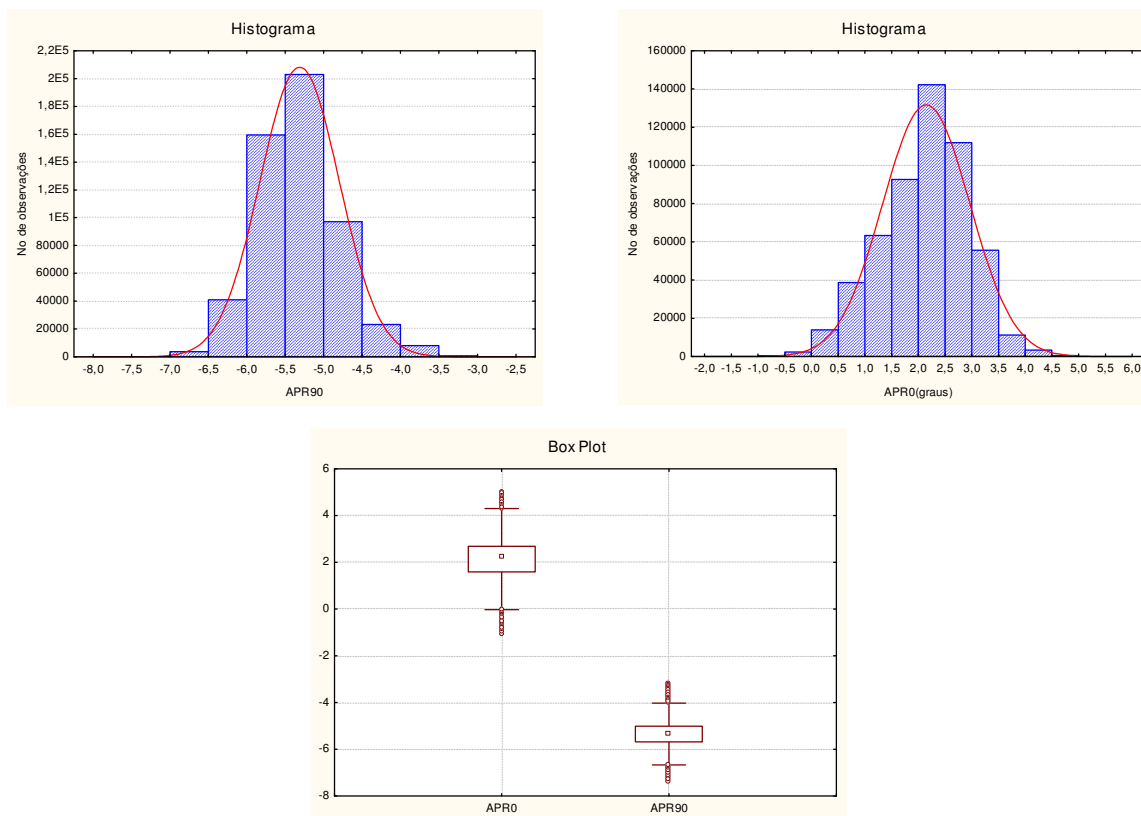 Histograma
2,2E5
2E5
1,8E5
1,6E5
1,4E5
1,2E5
1E5
80000
60000
40000
20000
0
No de observações
-8,0 -7,5 -7,0 -6,5 -6,0 -5,5 -5,0 -4,5 -4,0 -3,5 -3,0 -2,5
APR90
Histograma
160000
140000
120000
100000
80000
60000
40000
20000
0
No de observações
-2,0 -1,5 -1,0 -0,5 0,0 0,5 1,0 1,5 2,0 2,5 3,0 3,5 4,0 4,5 5,0 5,5 6,0
APR0(graus)
Box Plot
6
4
2
0
-2
-4
-6
-8
APR0 APR90